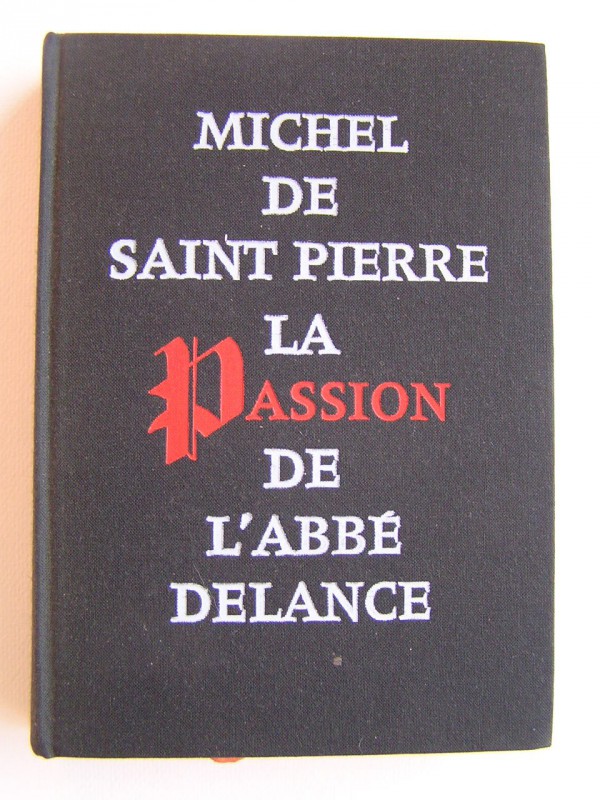 MICHEL
DE
SAINT PIERRE
LA
PASSION
DE
L'ABBÉ
DELANCE